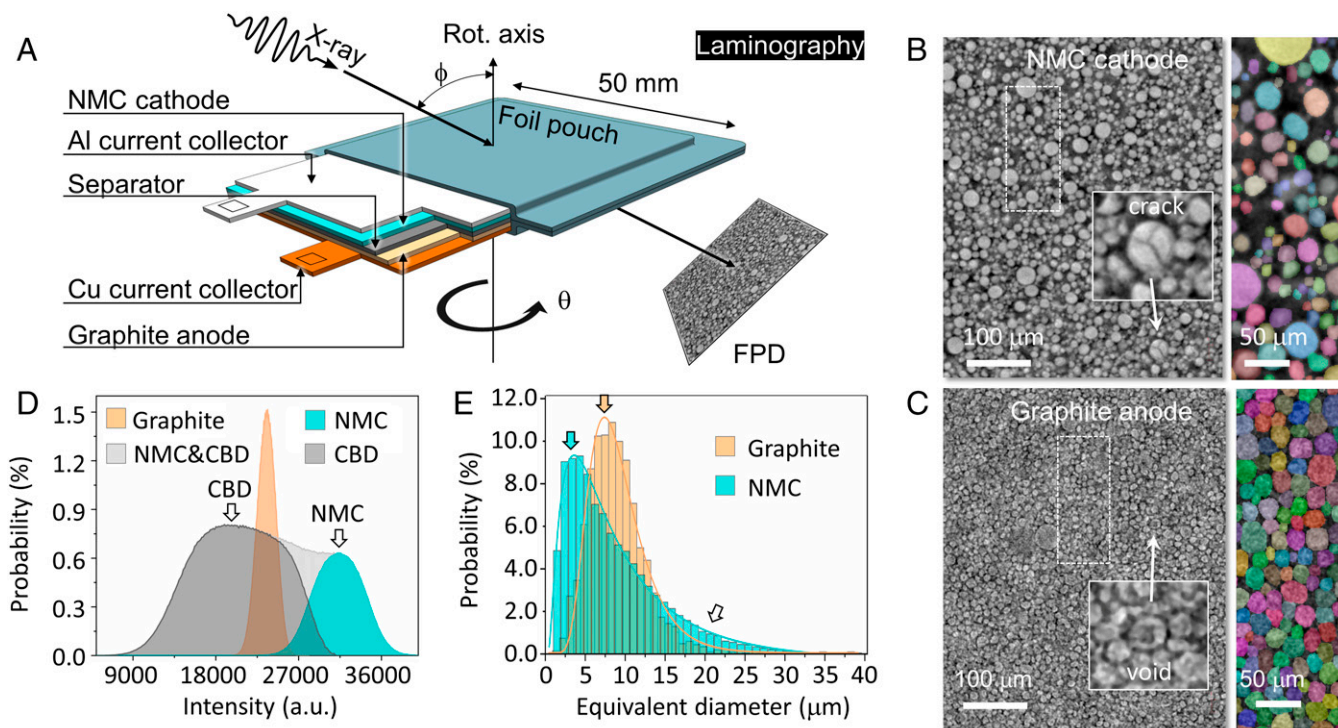 A
X-ray
ϕ
Rot. axis
Laminography
50 mm
Foil pouch
NMC cathode
Al current collector
Separator
Cu current collector
Graphite anode
θ
FPD
B
NMC cathode
crack
100 μm
50 μm
C
Graphite anode
void
100 μm
50 μm
D
Graphite
NMC
NMC&CBD
CBD
CBD
NMC
Probability (%)
1.5
1.2
0.9
0.6
0.3
0.0
9000 18000 27000 36000
Intensity (a.u.)
E
Graphite
NMC
Probability (%)
12.0
10.0
8.0
6.0
4.0
2.0
0.0
0 5 10 15 20 25 30 35 40
Equivalent diameter (μm)